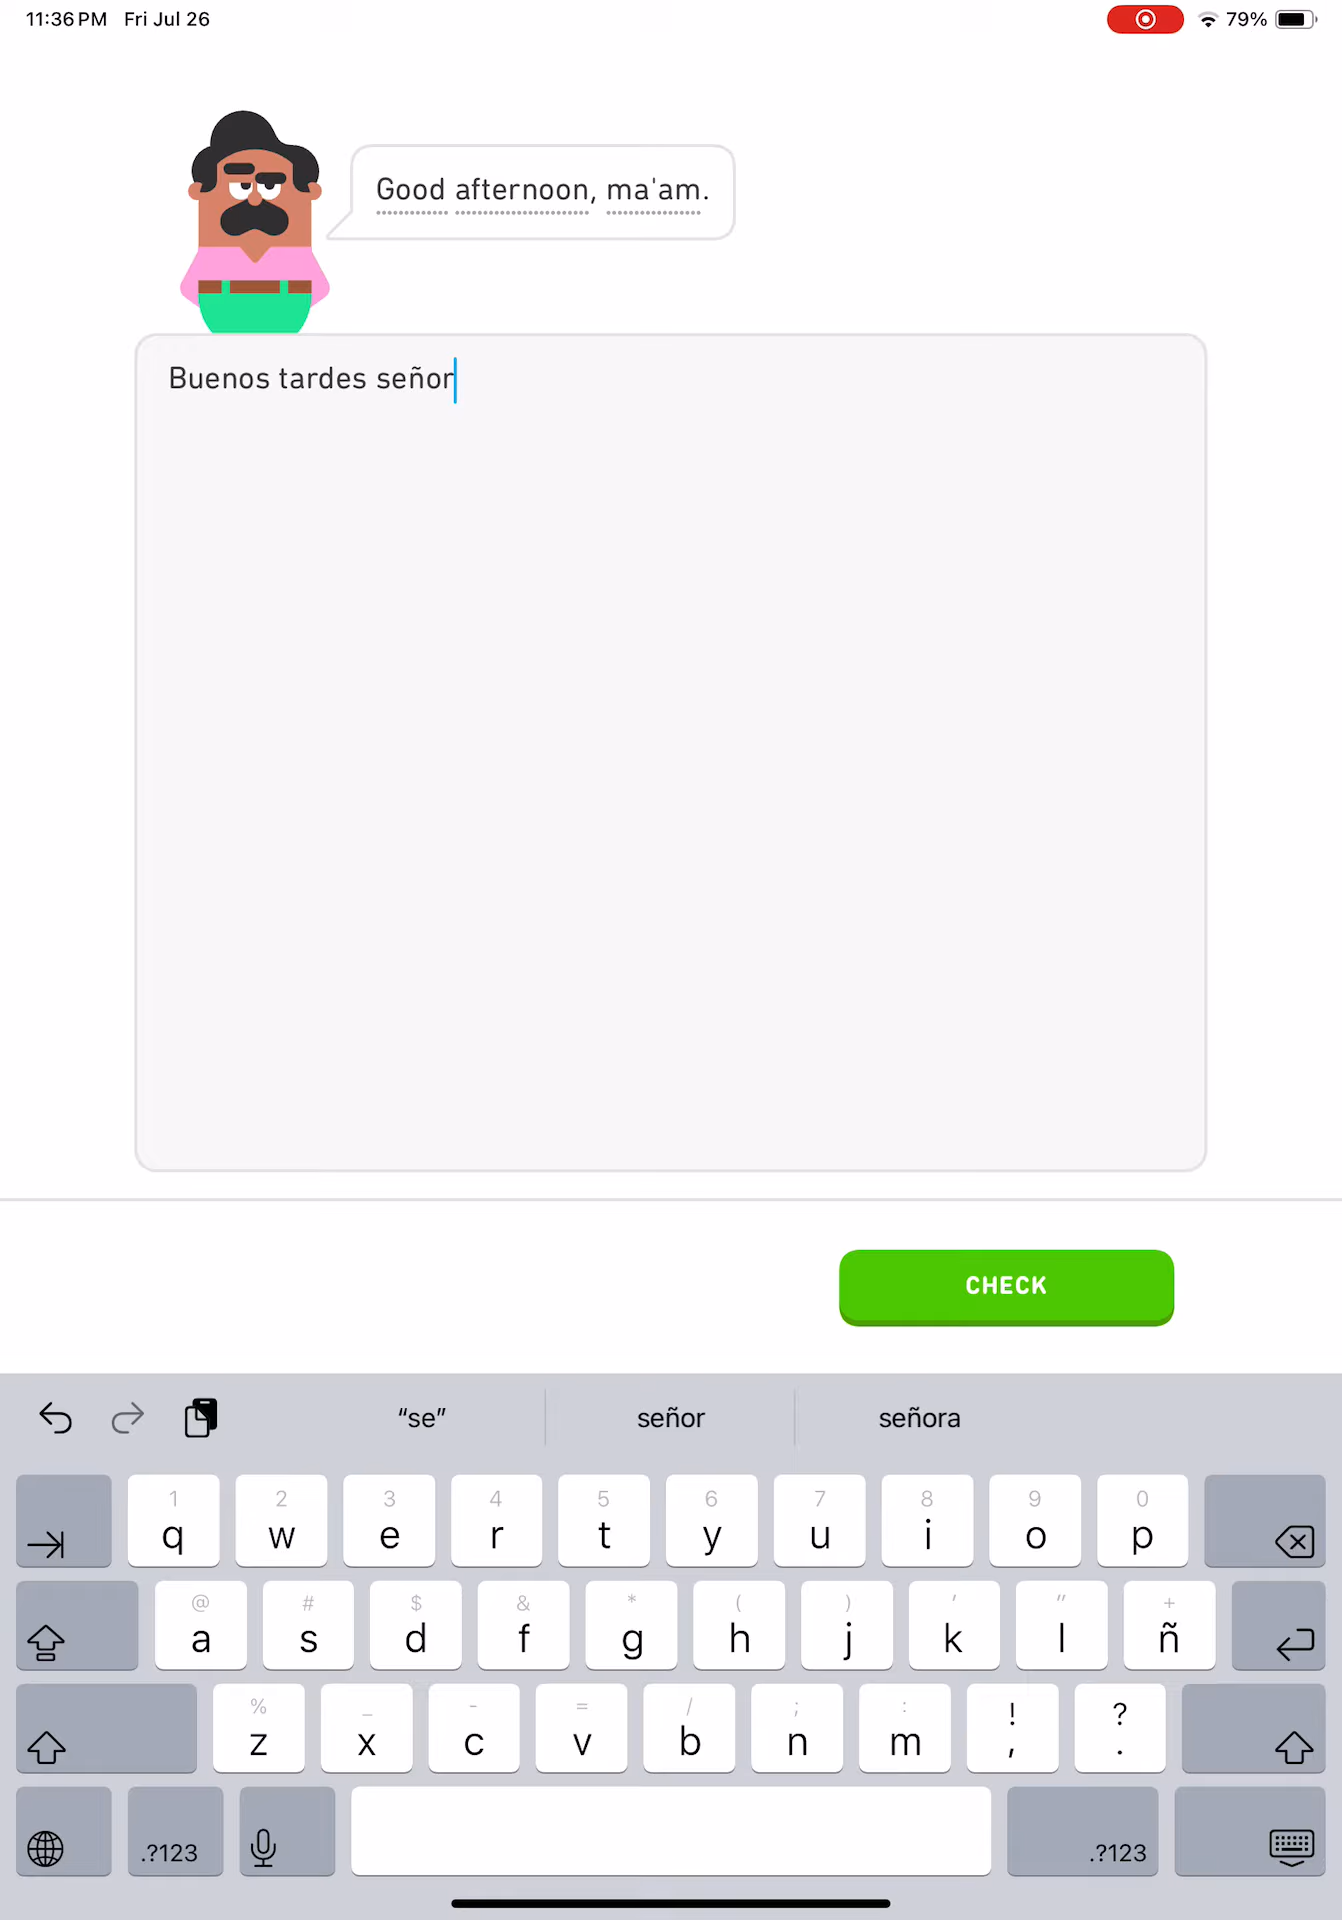 11:36 PM Fri Jul 26
79%
Good afternoon, ma'am.
Buenos tardes señor
CHECK
“se” señor señora
1 2 3 4 5 6 7 8 9 0
q w e r t y u i o p
@ # $ & * ( ) ' " +
a s d f g h j k l ñ
% _ - = / ; : ! ?
z x c v b n m , .
.?123 .?123